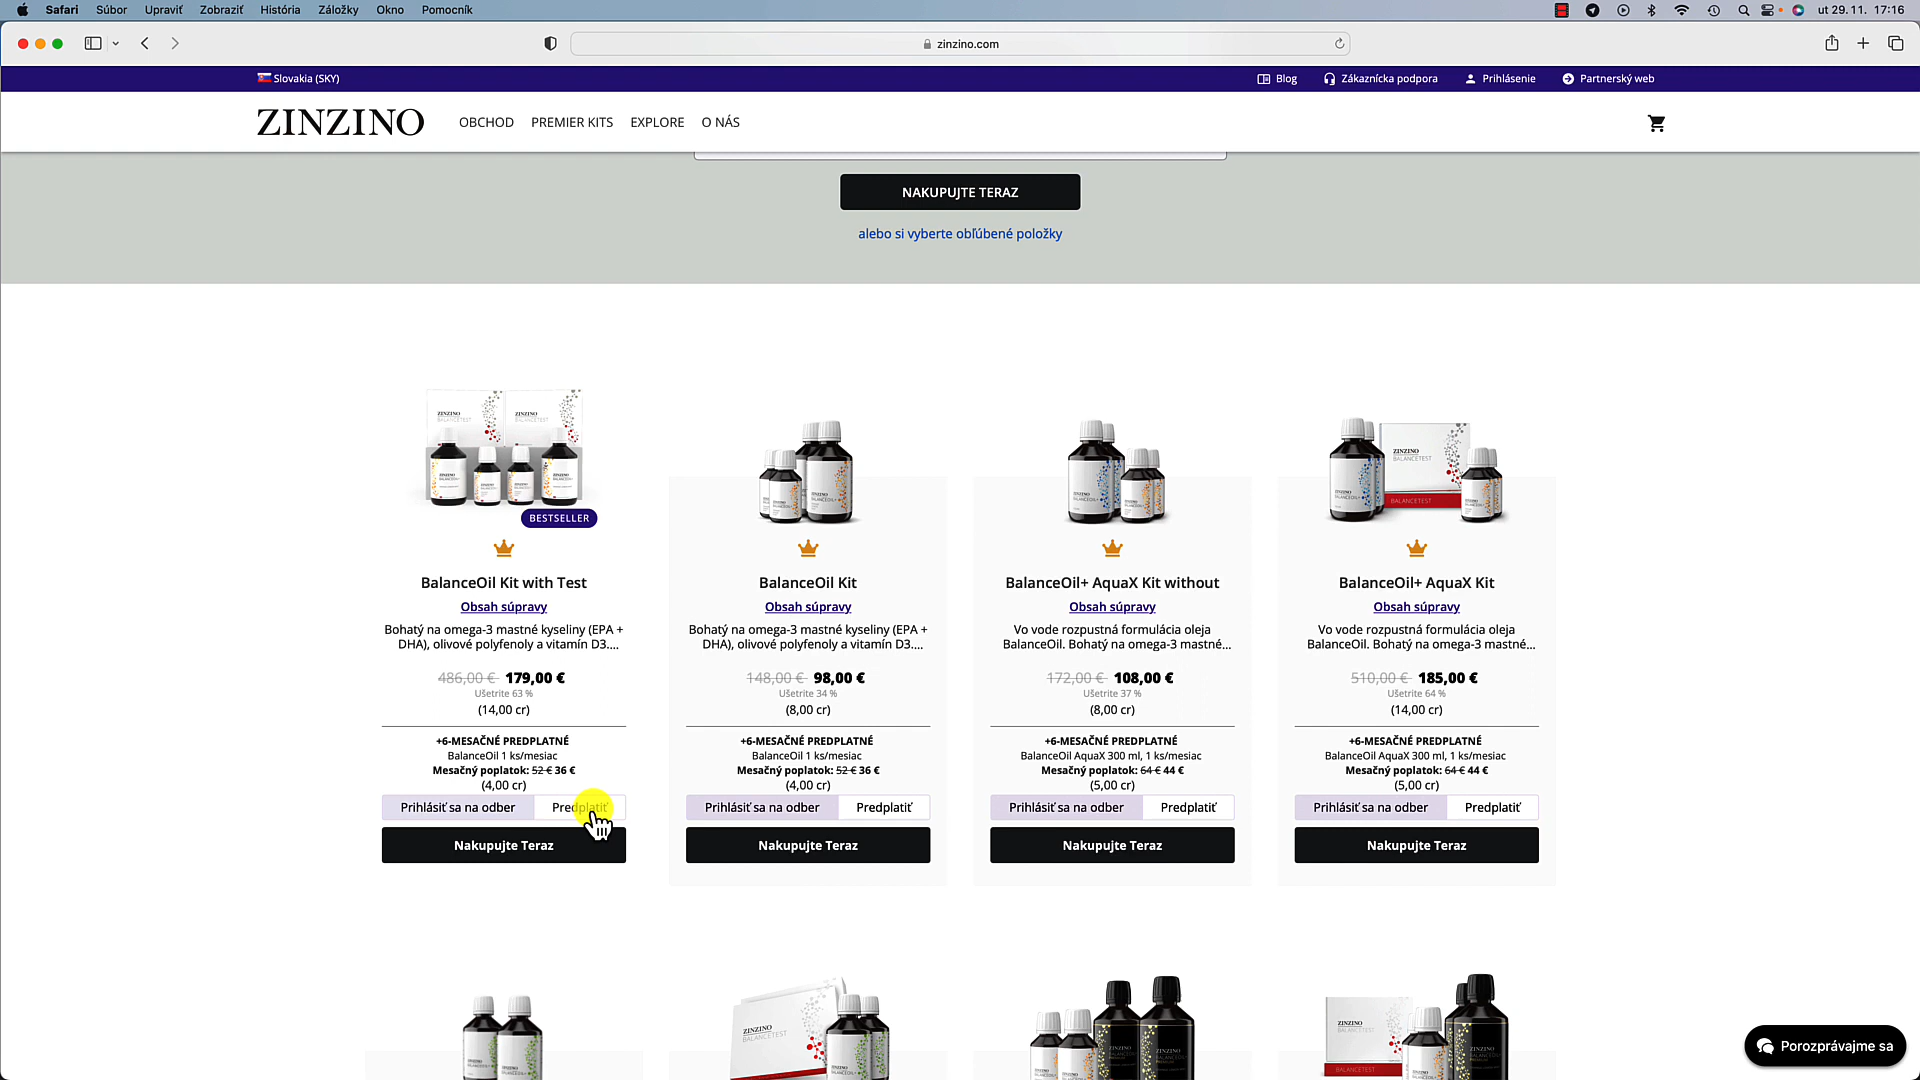 Safari Súbor Upraviť Zobraziť História Záložky Okno Pomocník
ut 29. 11. 17:16
zinzino.com
Slovakia (SKY)
Blog Zákaznícka podpora Prihlásenie Partnerský web
ZINZINO OBCHOD PREMIER KITS EXPLORE O NÁS
NAKUPUJTE TERAZ
alebo si vyberte obľúbené položky
BESTSELLER
BalanceOil Kit with Test
Obsah súpravy
Bohatý na omega-3 mastné kyseliny (EPA +
DHA), olivové polyfenoly a vitamín D3....
486,00 € 179,00 €
Ušetrite 63 %
(14,00 cr)
+6-MESAČNÉ PREDPLATNÉ
BalanceOil 1 ks/mesiac
Mesačný poplatok: 52 € 36 €
(4,00 cr)
Prihlásiť sa na odber Predplatiť
Nakupujte Teraz
BalanceOil Kit
Obsah súpravy
Bohatý na omega-3 mastné kyseliny (EPA +
DHA), olivové polyfenoly a vitamín D3....
148,00 € 98,00 €
Ušetrite 34 %
(8,00 cr)
+6-MESAČNÉ PREDPLATNÉ
BalanceOil 1 ks/mesiac
Mesačný poplatok: 52 € 36 €
(4,00 cr)
Prihlásiť sa na odber Predplatiť
Nakupujte Teraz
BalanceOil+ AquaX Kit without
Obsah súpravy
Vo vode rozpustná formulácia oleja
BalanceOil. Bohatý na omega-3 mastné...
172,00 € 108,00 €
Ušetrite 37 %
(8,00 cr)
+6-MESAČNÉ PREDPLATNÉ
BalanceOil AquaX 300 ml, 1 ks/mesiac
Mesačný poplatok: 64 € 44 €
(5,00 cr)
Prihlásiť sa na odber Predplatiť
Nakupujte Teraz
ZINZINO
BALANCETEST
BALANCETEST
BalanceOil+ AquaX Kit
Obsah súpravy
Vo vode rozpustná formulácia oleja
BalanceOil. Bohatý na omega-3 mastné...
510,00 € 185,00 €
Ušetrite 64 %
(14,00 cr)
+6-MESAČNÉ PREDPLATNÉ
BalanceOil AquaX 300 ml, 1 ks/mesiac
Mesačný poplatok: 64 € 44 €
(5,00 cr)
Prihlásiť sa na odber Predplatiť
Nakupujte Teraz
ZINZINO
BALANCETEST
ZINZINO
BALANCETEST
Porozprávajme sa